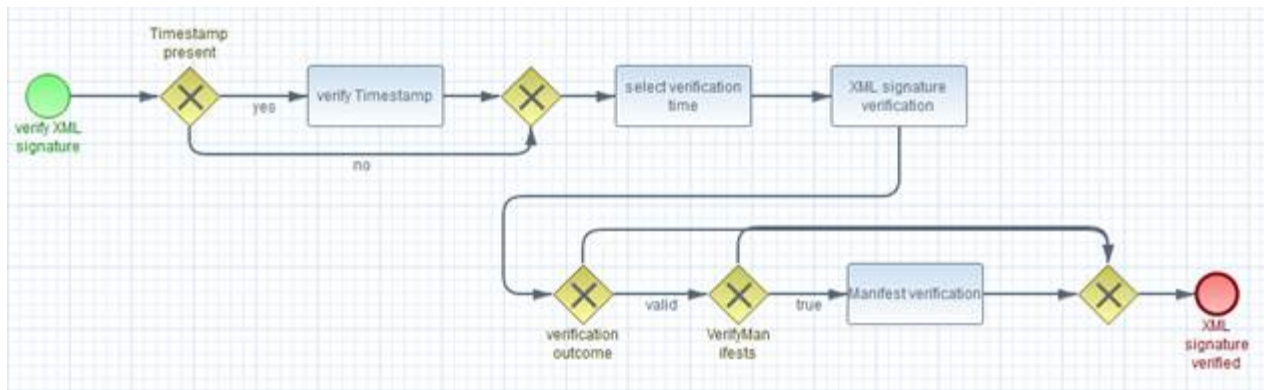 Timestamp
present
verify XML
signature
yes
verify Timestamp
no
select verification
time
XML signature
verification
verification
outcome
valid
VerifyMan
ifests
true
Manifest verification
XML
signature
verified